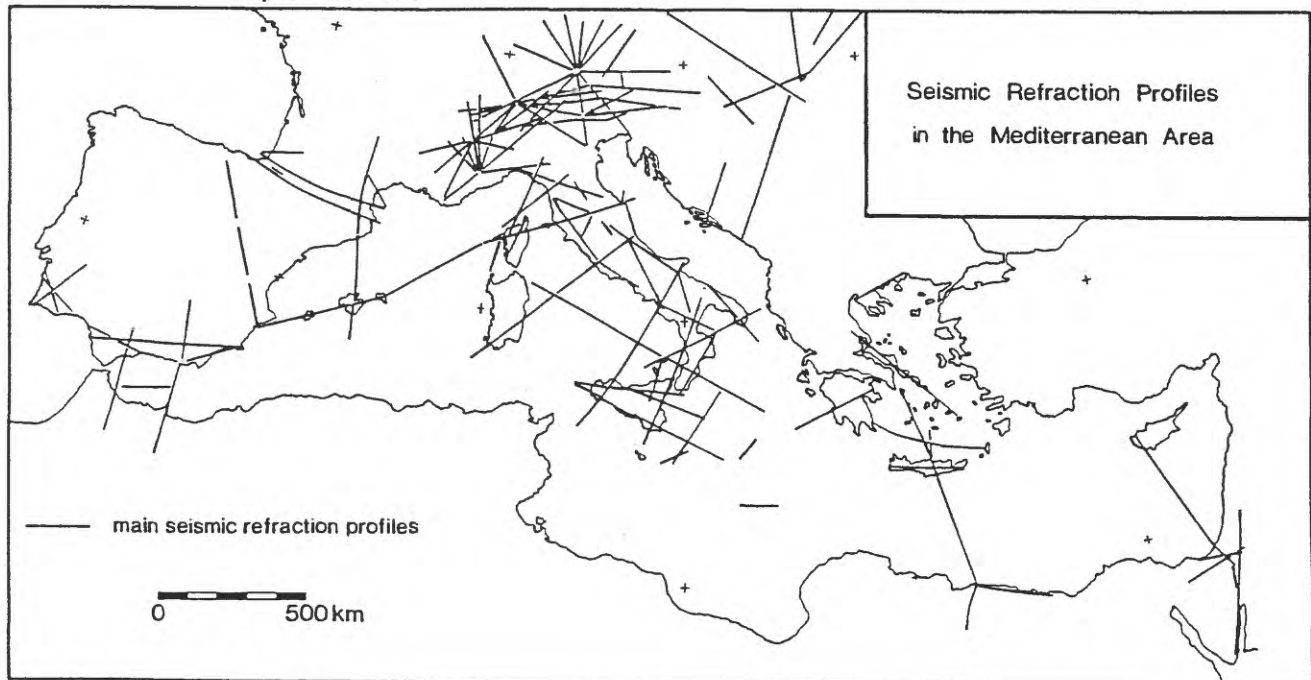 Seismic Refraction Profiles
in the Mediterranean Area
main seismic refraction profiles
0 500 km